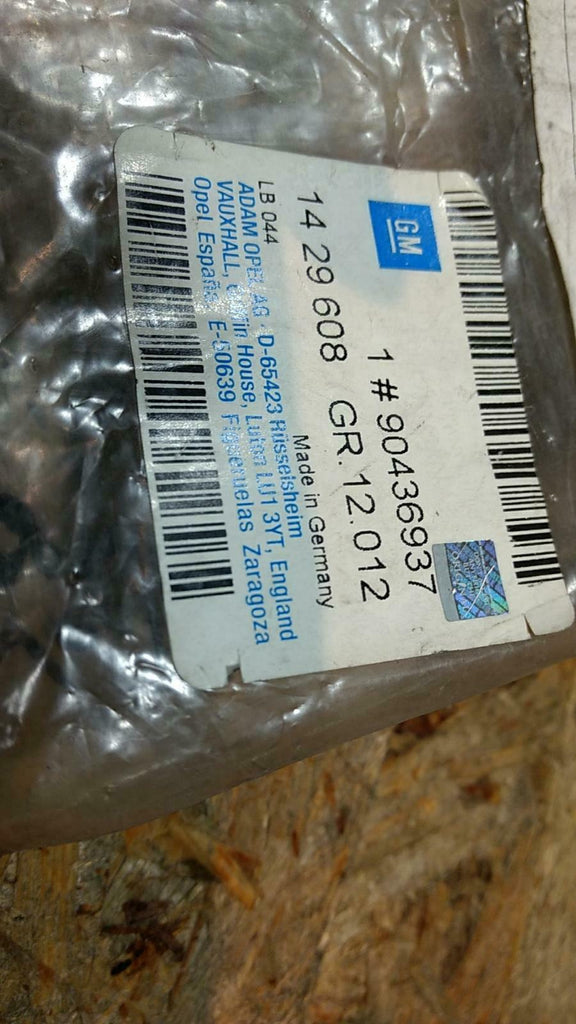 GM
1 # 90436937
14 29 608 GR. 12.012
Made in Germany
LB 044
ADAM OPEL AG · D-65423 Rüsselsheim
VAUXHALL, House, Luton LU1 3YT, England
Opel España, E-50639 Figueruelas Zaragoza